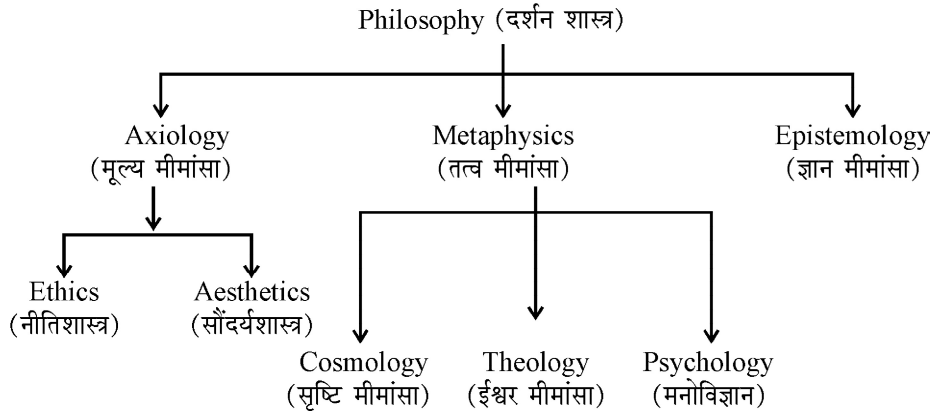 Philosophy (दर्शन शास्त्र)
Axiology
(मूल्य मीमांसा)
Metaphysics
(तत्व मीमांसा)
Epistemology
(ज्ञान मीमांसा)
Ethics
(नीतिशास्त्र)
Aesthetics
(सौंदर्यशास्त्र)
Cosmology
(सृष्टि मीमांसा)
Theology
(ईश्वर मीमांसा)
Psychology
(मनोविज्ञान)